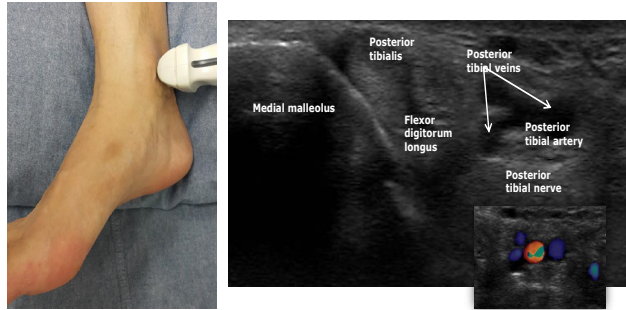 Posterior
tibialis
Posterior
tibial veins
Medial malleolus
Flexor
digitorum
longus
Posterior
tibial artery
Posterior
tibial nerve